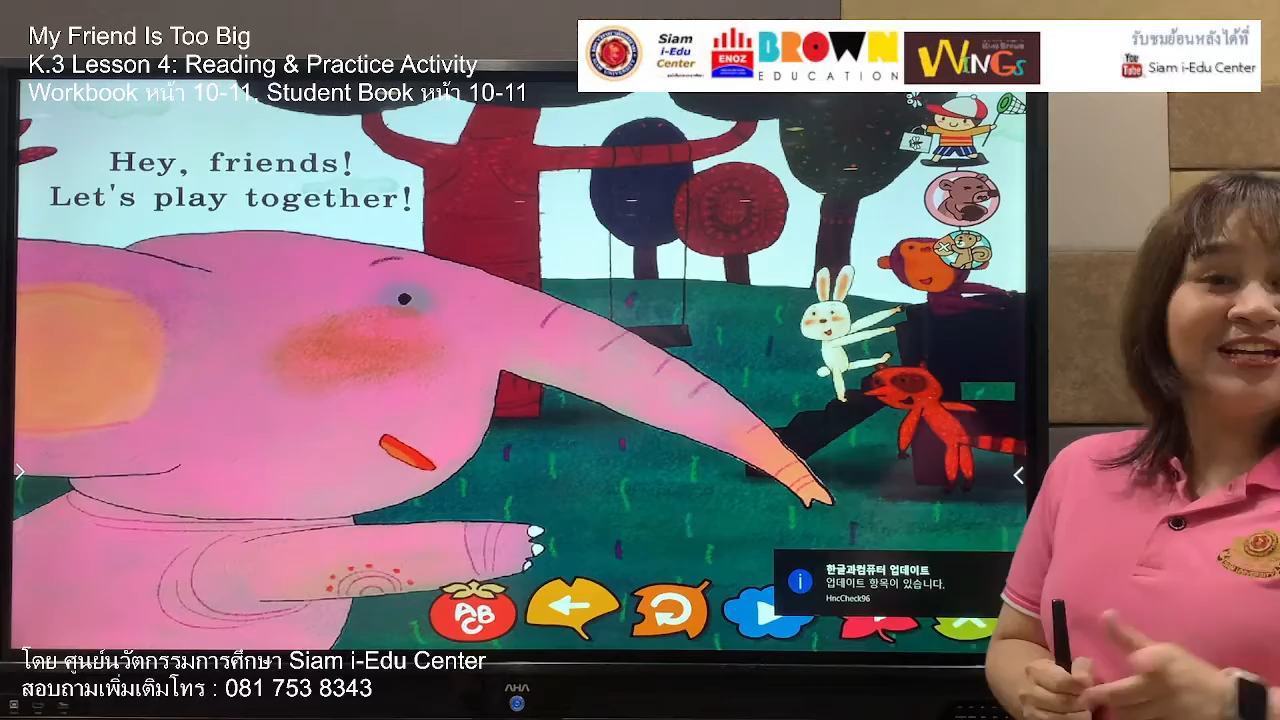 My Friend Is Too Big
K.3 Lesson 4: Reading & Practice Activity
Workbook หน้า 10-11, Student Book หน้า 10-11
Siam
i-Edu
Center
ENOZ
BROWN
EDUCATION
WINGS
รับชมย้อนหลังได้ที่
You Tube Siam i-Edu Center
Hey, friends!
Let's play together!
ABC
한글과컴퓨터 업데이트
업데이트 항목이 있습니다.
HncCheck96
โดย ศูนย์นวัตกรรมการศึกษา Siam i-Edu Center
สอบถามเพิ่มเติมโทร : 081 753 8343
AHA